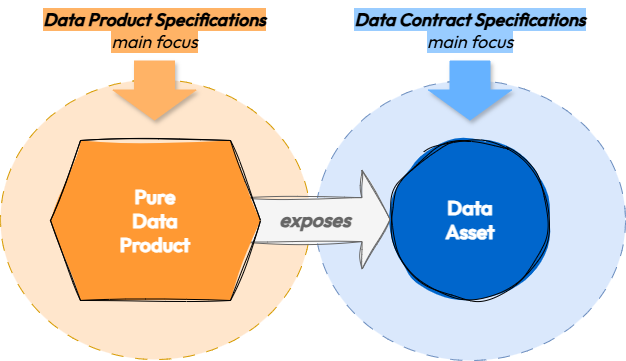 Data Product Specifications
main focus
Data Contract Specifications
main focus
Pure
Data
Product
exposes
Data
Asset